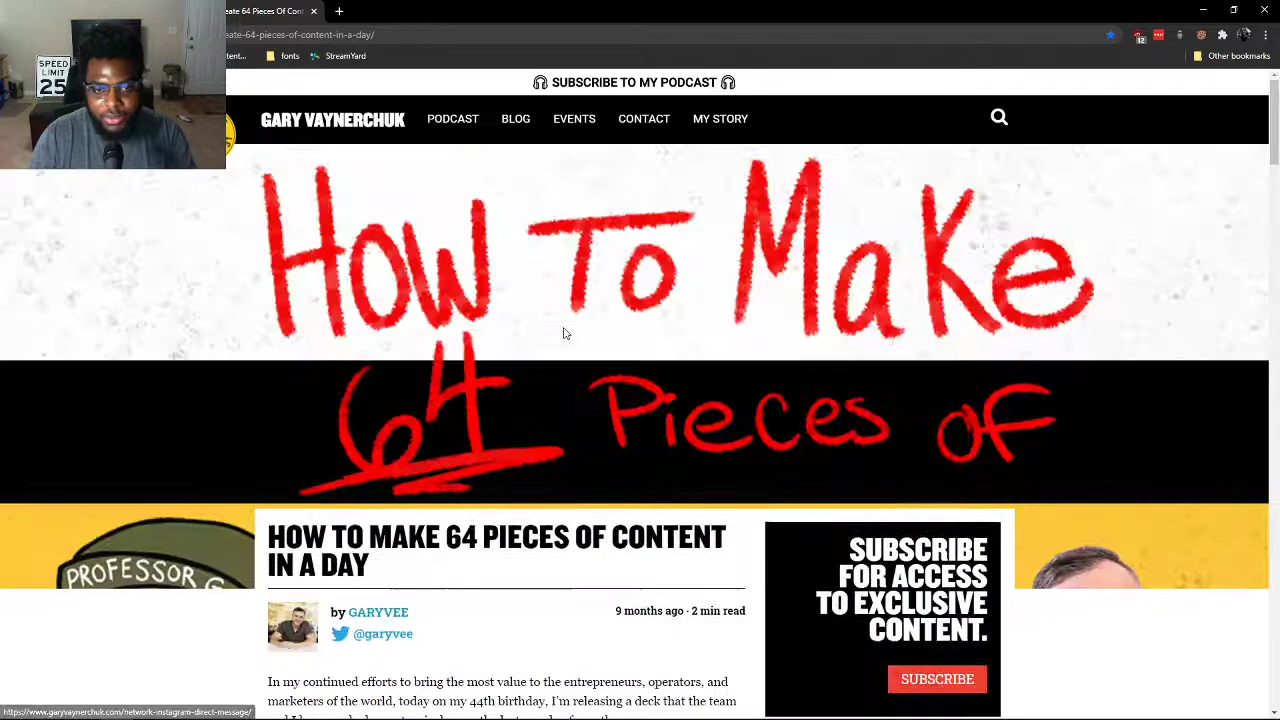 SPEED
LIMIT
25
eate 64 Pieces of Cont
create-64-pieces-of-content-in-a-day/
tent...
fonts
StreamYard
12
Other bookmarks
SUBSCRIBE TO MY PODCAST
GARY VAYNERCHUK
PODCAST
BLOG
EVENTS
CONTACT
MY STORY
HOW TO MAKE
64 PIECES OF
PROFESSOR G
HOW TO MAKE 64 PIECES OF CONTENT
IN A DAY
by GARYVEE
9 months ago · 2 min read
@garyvee
In my continued efforts to bring the most value to the entrepreneurs, operators, and
marketers of the world, today on my 44th birthday, I'm releasing a deck that the team
SUBSCRIBE
FOR ACCESS
TO EXCLUSIVE
CONTENT.
SUBSCRIBE
https://www.garyvaynerchuk.com/network-instagram-direct-message/